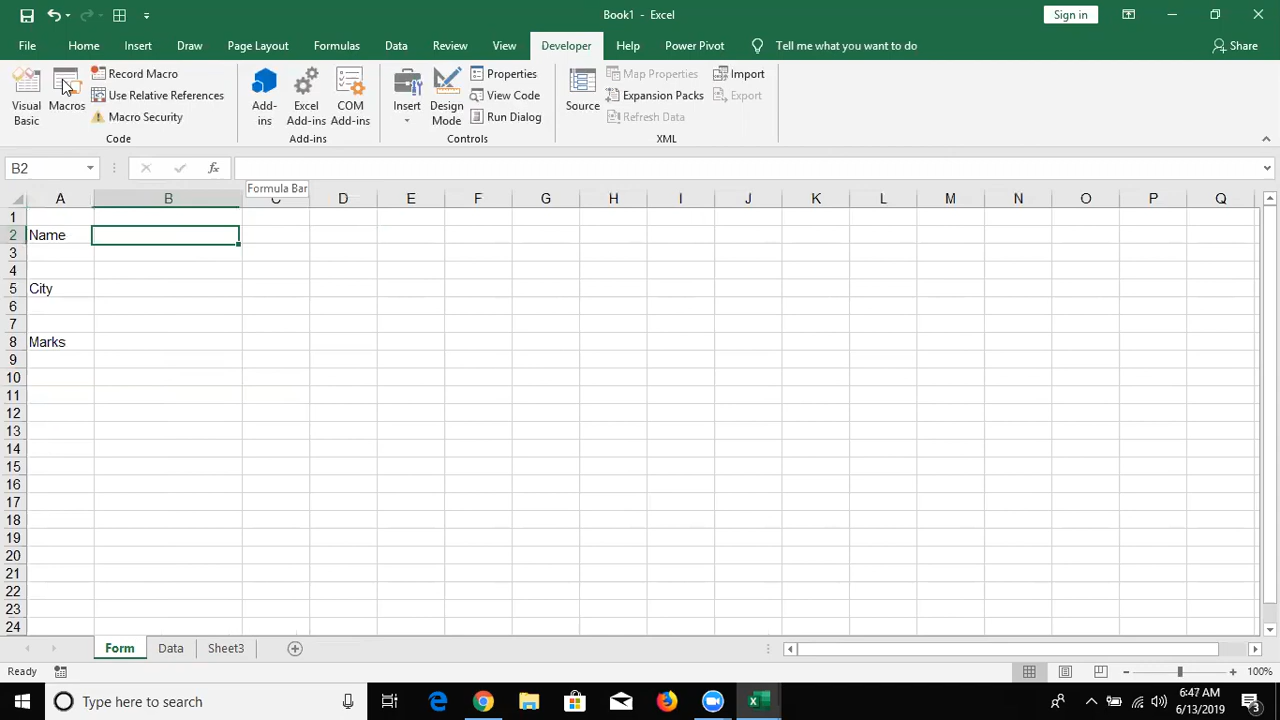 Book1 - Excel
Sign in
File Home Insert Draw Page Layout Formulas Data Review View Developer Help Power Pivot Tell me what you want to do Share
Visual Basic
Macros
Record Macro
Use Relative References
Macro Security
Code
Add-ins
Excel Add-ins
COM Add-ins
Add-ins
Insert
Design Mode
Properties
View Code
Run Dialog
Controls
Source
Map Properties
Expansion Packs
Refresh Data
Import
Export
XML
B2
fx
Formula Bar
A B C D E F G H I J K L M N O P Q
1
2 Name
3
4
5 City
6
7
8 Marks
9
10
11
12
13
14
15
16
17
18
19
20
21
22
23
24
Form Data Sheet3
Ready
100%
Type here to search
6:47 AM
6/13/2019
3